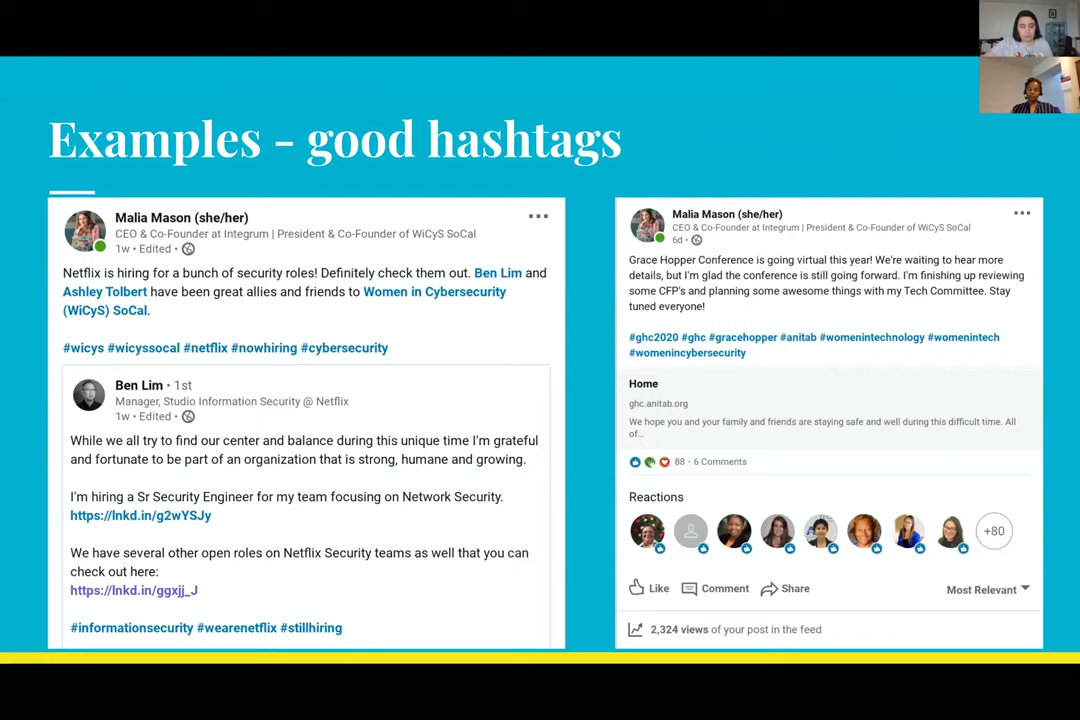 Examples - good hashtags
Malia Mason (she/her)
CEO & Co-Founder at Integrum | President & Co-Founder of WiCyS SoCal
1w • Edited •
Netflix is hiring for a bunch of security roles! Definitely check them out. Ben Lim and
Ashley Tolbert have been great allies and friends to Women in Cybersecurity
(WiCyS) SoCal.
#wicys #wicyssocal #netflix #nowhiring #cybersecurity
Ben Lim • 1st
Manager, Studio Information Security @ Netflix
1w • Edited •
While we all try to find our center and balance during this unique time I'm grateful
and fortunate to be part of an organization that is strong, humane and growing.
I'm hiring a Sr Security Engineer for my team focusing on Network Security.
https://lnkd.in/g2wYSJy
We have several other open roles on Netflix Security teams as well that you can
check out here:
https://lnkd.in/ggxjj_J
#informationsecurity #wearenetflix #stillhiring
Malia Mason (she/her)
CEO & Co-Founder at Integrum | President & Co-Founder of WiCyS SoCal
6d •
Grace Hopper Conference is going virtual this year! We're waiting to hear more
details, but I'm glad the conference is still going forward. I'm finishing up reviewing
some CFP's and planning some awesome things with my Tech Committee. Stay
tuned everyone!
#ghc2020 #ghc #gracehopper #anitab #womenintechnology #womenintech
#womenincybersecurity
Home
ghc.anitab.org
We hope you and your family and friends are staying safe and well during this difficult time. All
of...
88 • 6 Comments
Reactions
+80
Like Comment Share Most Relevant
2,324 views of your post in the feed